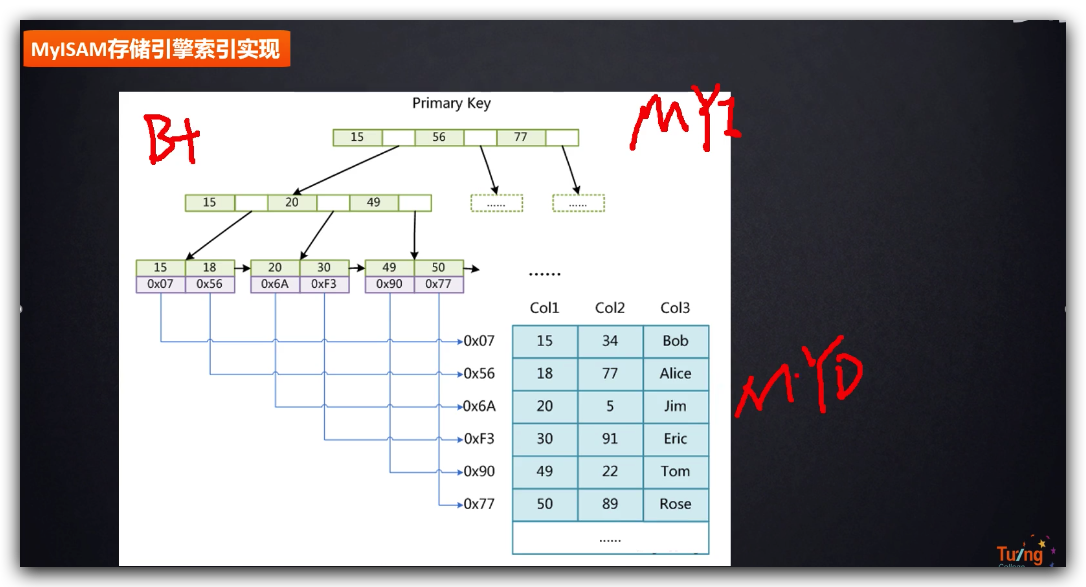 MyISAM存储引擎索引实现
Primary Key
B+
MYI
15 56 77
15 20 49
...... ......
15 18 20 30 49 50
0x07 0x56 0x6A 0xF3 0x90 0x77
......
Col1 Col2 Col3
0x07 15 34 Bob
0x56 18 77 Alice
0x6A 20 5 Jim
0xF3 30 91 Eric
0x90 49 22 Tom
0x77 50 89 Rose
......
M.YD
Tuing